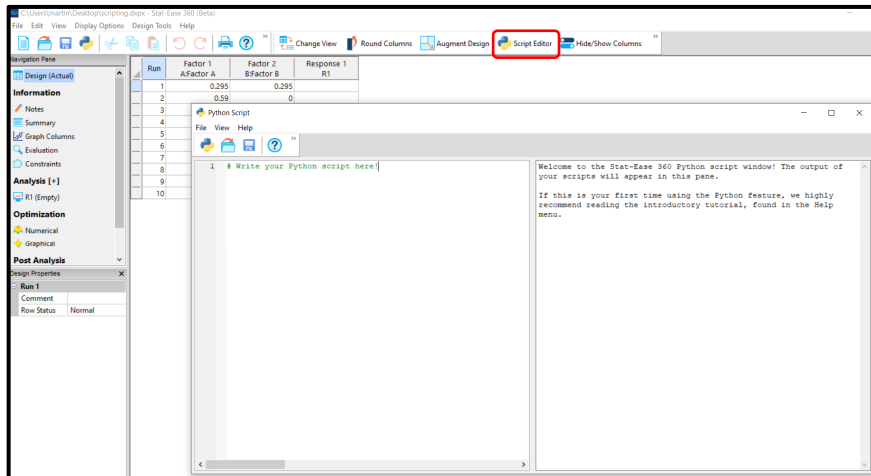 C:\Users\martin\Desktop\scripting.dxpx - Stat-Ease 360 (Beta)
File Edit View Display Options Design Tools Help
Change View Round Columns Augment Design Script Editor Hide/Show Columns
Navigation Pane
Design (Actual)
Information
Notes
Summary
Graph Columns
Evaluation
Constraints
Analysis [+]
R1 (Empty)
Optimization
Numerical
Graphical
Post Analysis
Design Properties
Run 1
Comment
Row Status Normal
Run Factor 1 Factor 2 Response 1
A:Factor A B:Factor B R1
1 0.295 0.295
2 0.59 0
3
4
5
6
7
8
9
10
Python Script
File View Help
1 # Write your Python script here!
Welcome to the Stat-Ease 360 Python script window! The output of
your scripts will appear in this pane.
If this is your first time using the Python feature, we highly
recommend reading the introductory tutorial, found in the Help
menu.